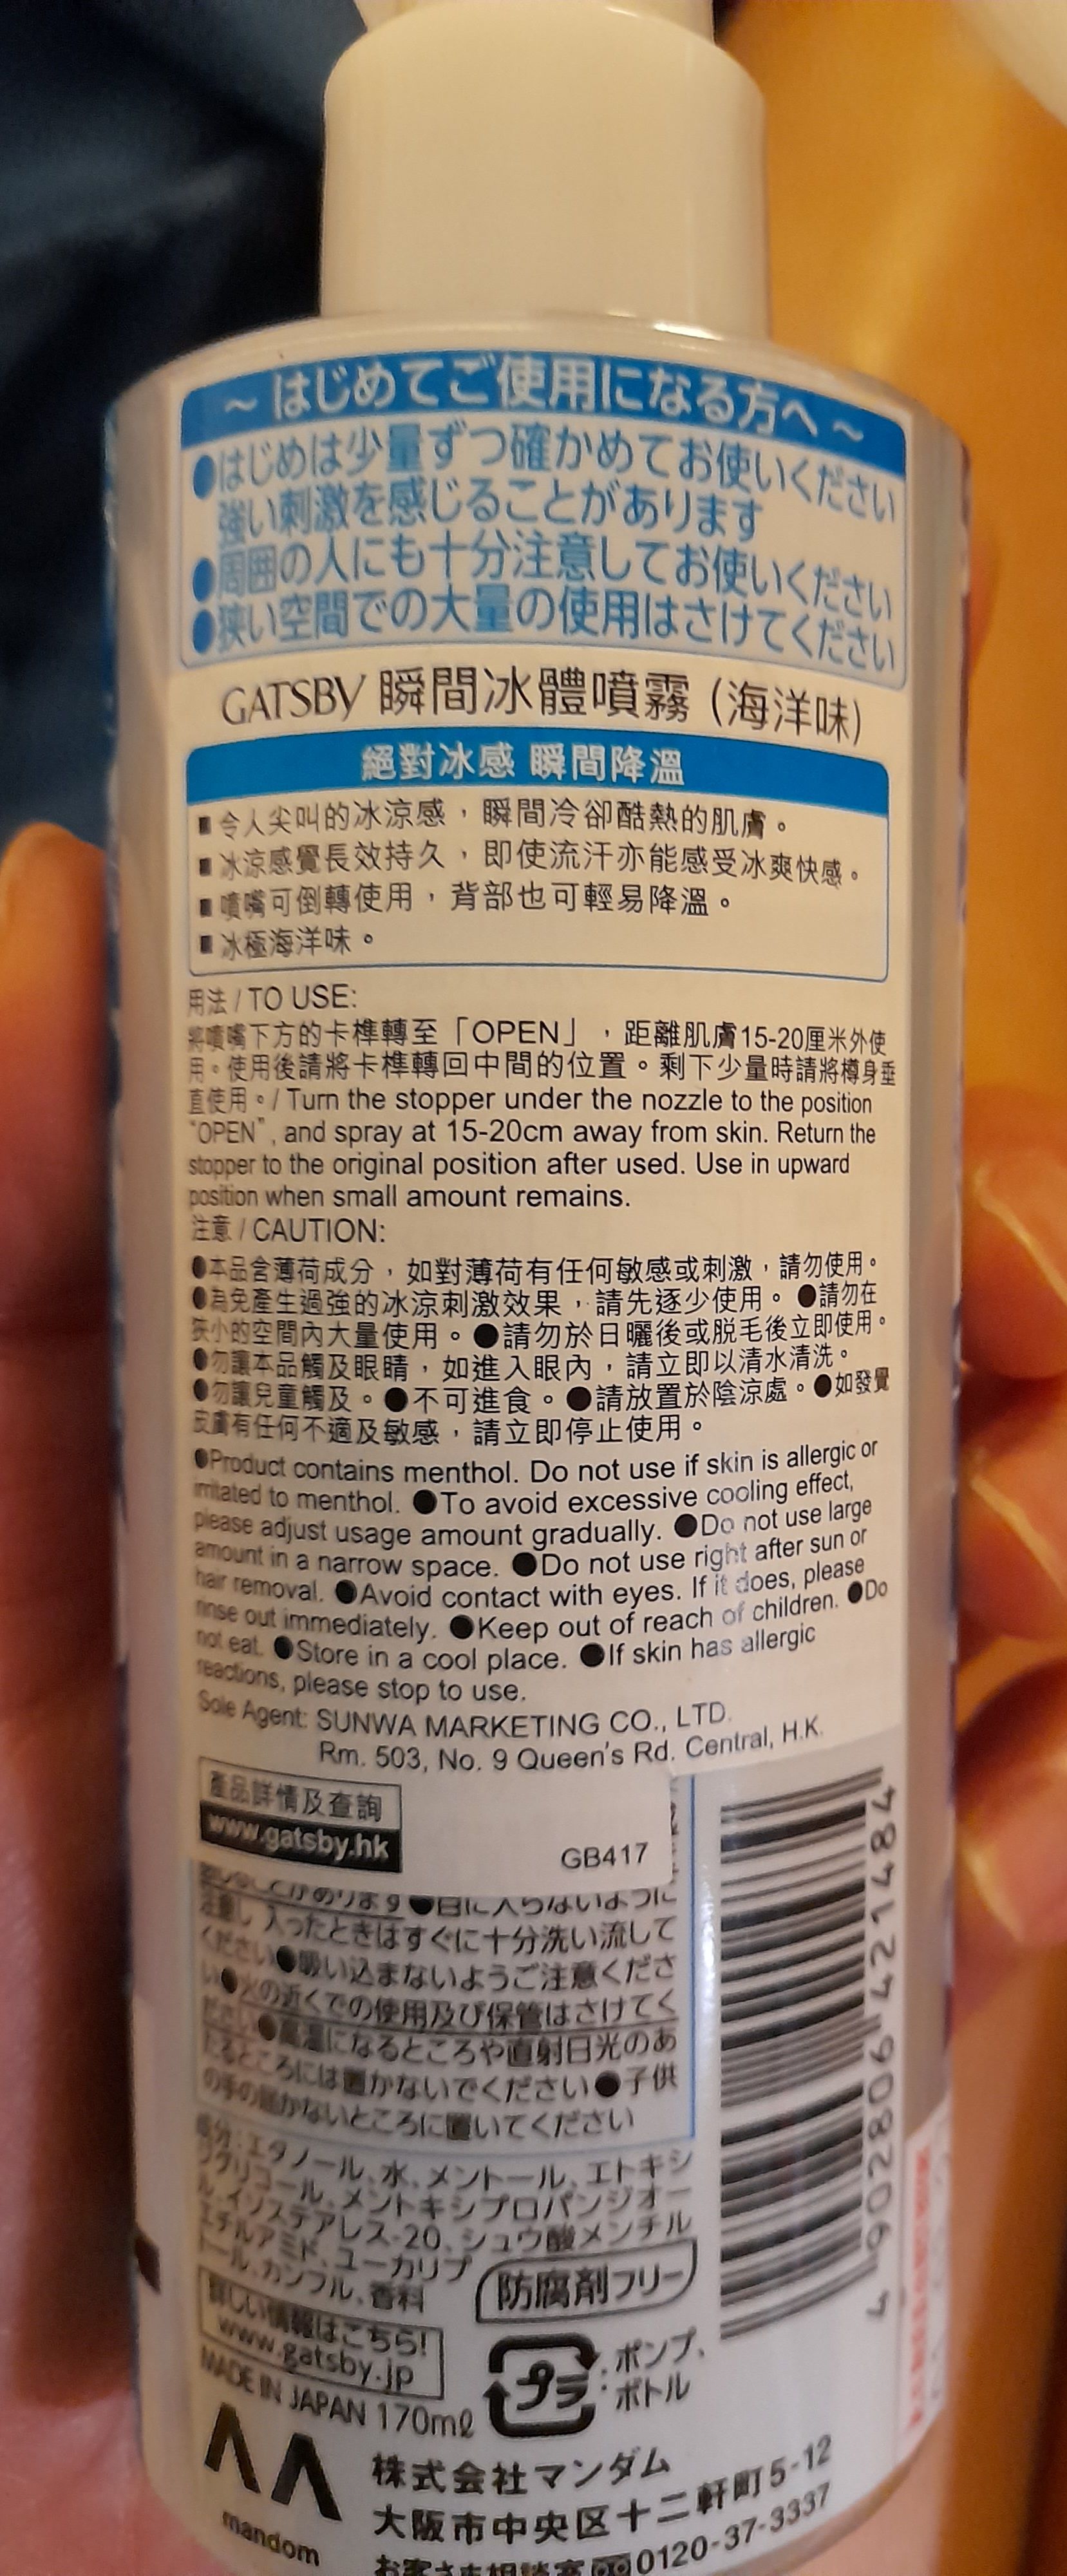 ~ はじめてご使用になる方へ ~
●はじめは少量ずつ確かめてお使いください
強い刺激を感じることがあります
●周囲の人にも十分注意してお使いください
●狭い空間での大量の使用はさけてください
GATSBY 瞬間冰體噴霧 (海洋味)
絕對冰感 瞬間降溫
■ 令人尖叫的冰涼感，瞬間冷卻酷熱的肌膚。
■ 冰涼感覺長效持久，即使流汗亦能感受冰爽快感。
■ 噴嘴可倒轉使用，背部也可輕易降溫。
■ 冰極海洋味。
用法 / TO USE:
將噴嘴下方的卡榫轉至「OPEN」，距離肌膚15-20厘米外使
用。使用後請將卡榫轉回中間的位置。剩下少量時請將樽身垂
直使用。/ Turn the stopper under the nozzle to the position
"OPEN", and spray at 15-20cm away from skin. Return the
stopper to the original position after used. Use in upward
position when small amount remains.
注意 / CAUTION:
●本品含薄荷成分，如對薄荷有任何敏感或刺激，請勿使用。
●為免產生過強的冰涼刺激效果，請先逐少使用。●請勿在
狹小的空間內大量使用。●請勿於日曬後或脫毛後立即使用。
●勿讓本品觸及眼睛，如進入眼內，請立即以清水清洗。
●勿讓兒童觸及。●不可進食。●請放置於陰涼處。●如發覺
皮膚有任何不適及敏感，請立即停止使用。
●Product contains menthol. Do not use if skin is allergic or
irritated to menthol. ●To avoid excessive cooling effect,
please adjust usage amount gradually. ●Do not use large
amount in a narrow space. ●Do not use right after sun or
hair removal. ●Avoid contact with eyes. If it does, please
rinse out immediately. ●Keep out of reach of children. ●Do
not eat. ●Store in a cool place. ●If skin has allergic
reactions, please stop to use.
Sole Agent: SUNWA MARKETING CO., LTD.
Rm. 503, No. 9 Queen's Rd. Central, H.K.
產品詳情及查詢
www.gatsby.hk
GB417
ことがあります●目に入らないように
注意し 入ったときはすぐに十分洗い流して
ください●吸い込まないようご注意くださ
い●火の近くでの使用及び保管はさけてく
ださい●高温になるところや直射日光のあ
たるところには置かないでください●子供
の手の届かないところに置いてください
成分:エタノール、水、メントール、エトキシ
ジグリコール、メントキシプロパンジオー
ル、イソステアレス-20、シュウ酸メンチル
エチルアミド、ユーカリプ
トール、カンフル、香料
防腐剤フリー
詳しい情報はこちら!
www.gatsby.jp
プラ
:ポンプ、
:ボトル
MADE IN JAPAN 170mℓ
mandom
株式会社マンダム
大阪市中央区十二軒町5-12
お客さま相談室 0120-37-3337
4 902806 421484